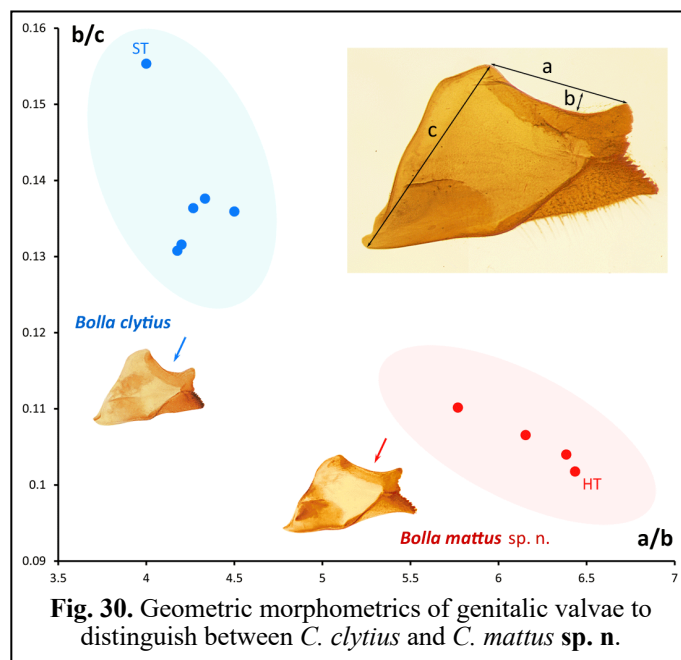 0.16
b/c
ST
a
b
c
0.15
0.14
0.13
0.12
Bolla clytius
0.11
0.1
HT
Bolla mattus sp. n.
a/b
0.09
3.5 4 4.5 5 5.5 6 6.5 7
Fig. 30. Geometric morphometrics of genitalic valvae to
distinguish between C. clytius and C. mattus sp. n.